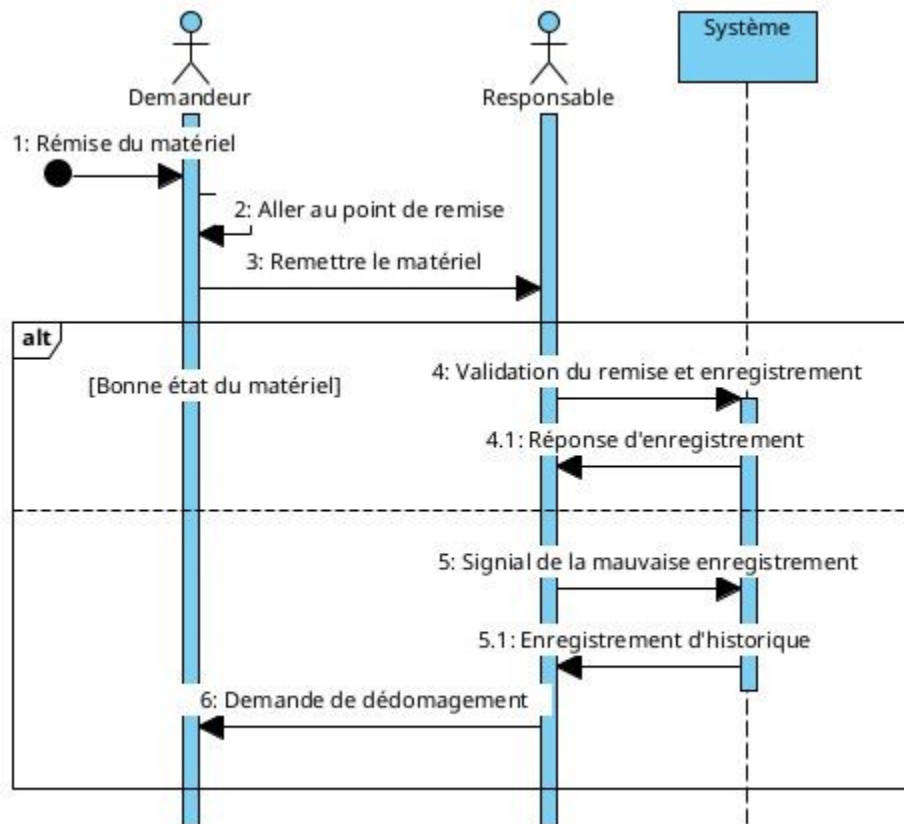 Demandeur
Responsable
Système
1: Rémise du matériel
2: Aller au point de remise
3: Remettre le matériel
alt
[Bonne état du matériel]
4: Validation du remise et enregistrement
4.1: Réponse d'enregistrement
5: Signial de la mauvaise enregistrement
5.1: Enregistrement d'historique
6: Demande de dédomagement